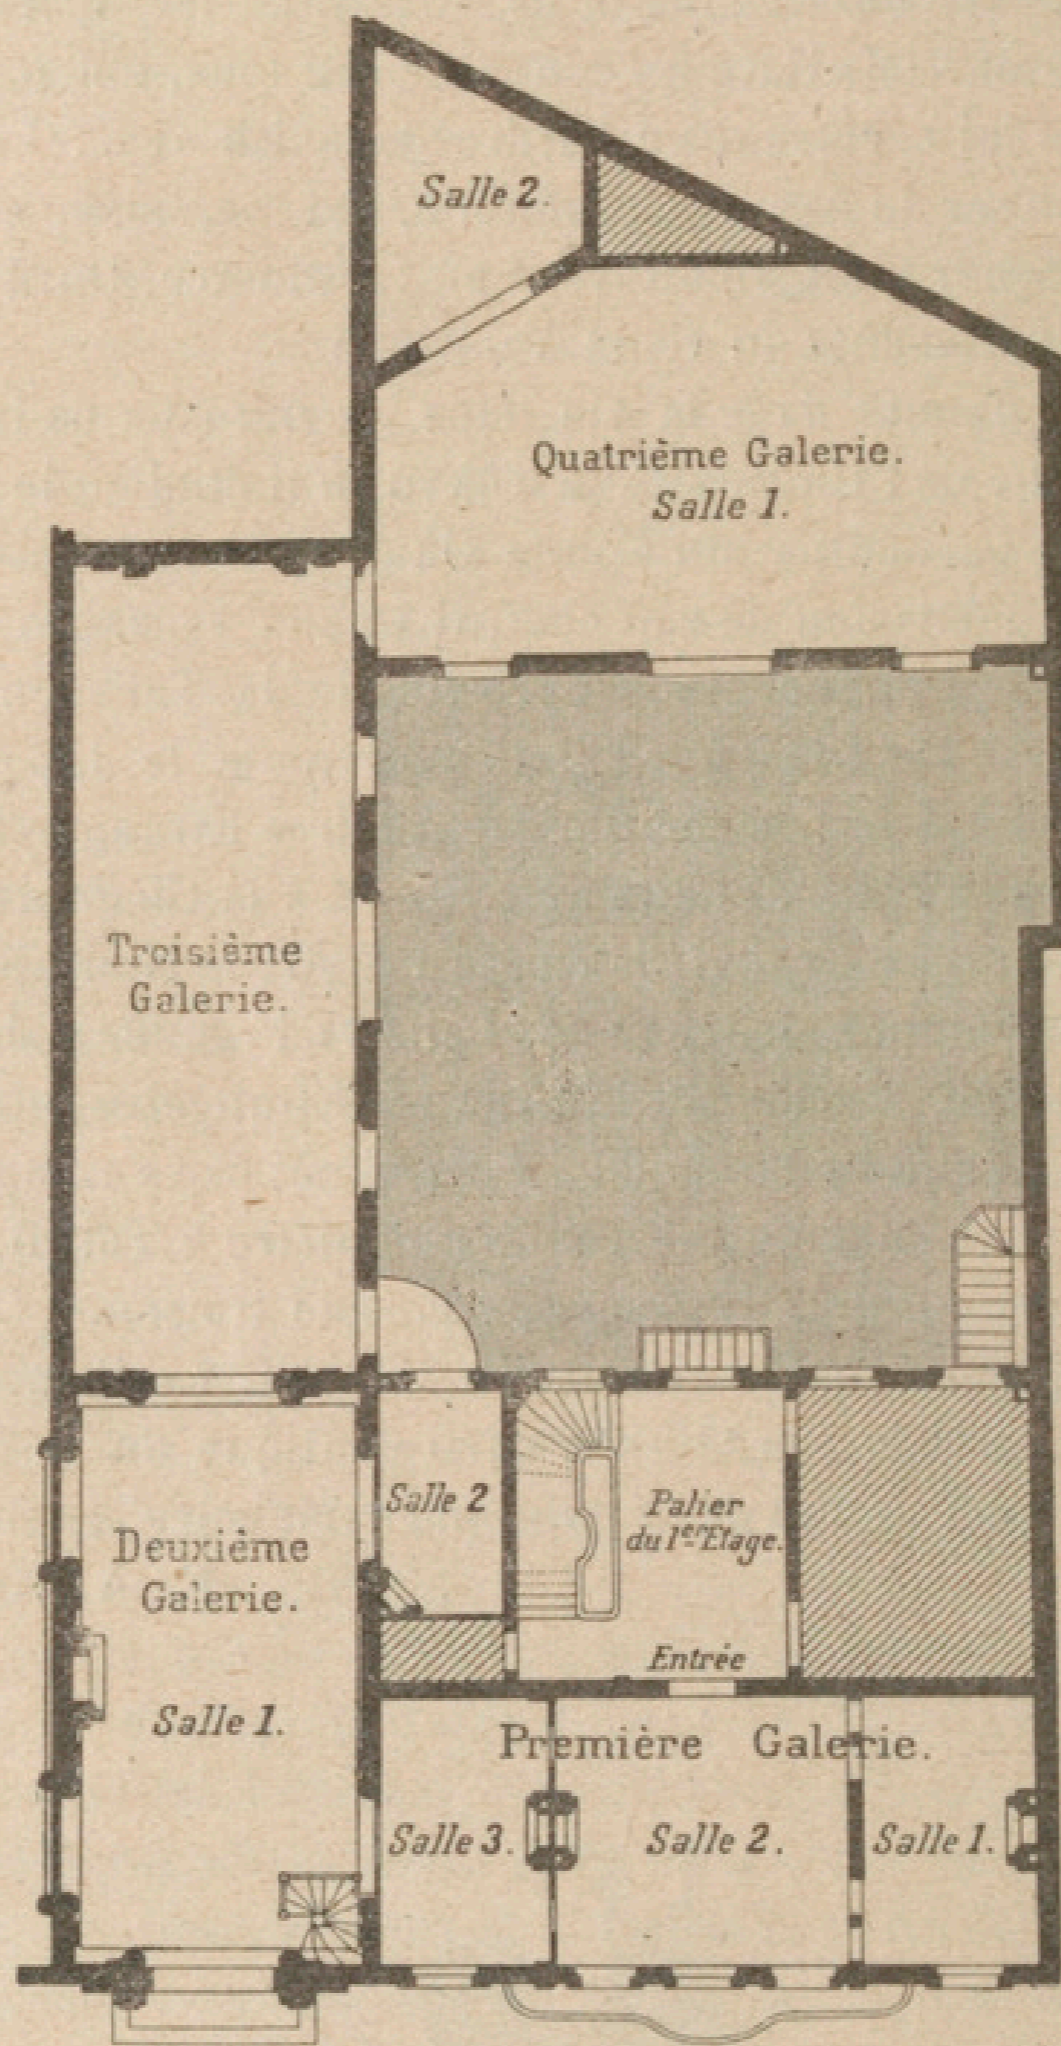 Salle 2.
Quatrième Galerie.
Salle 1.
Troisième
Galerie.
Salle 2
Palier
du 1er Etage.
Deuxième
Galerie.
Salle 1.
Entrée
Première Galerie.
Salle 3.
Salle 2.
Salle 1.